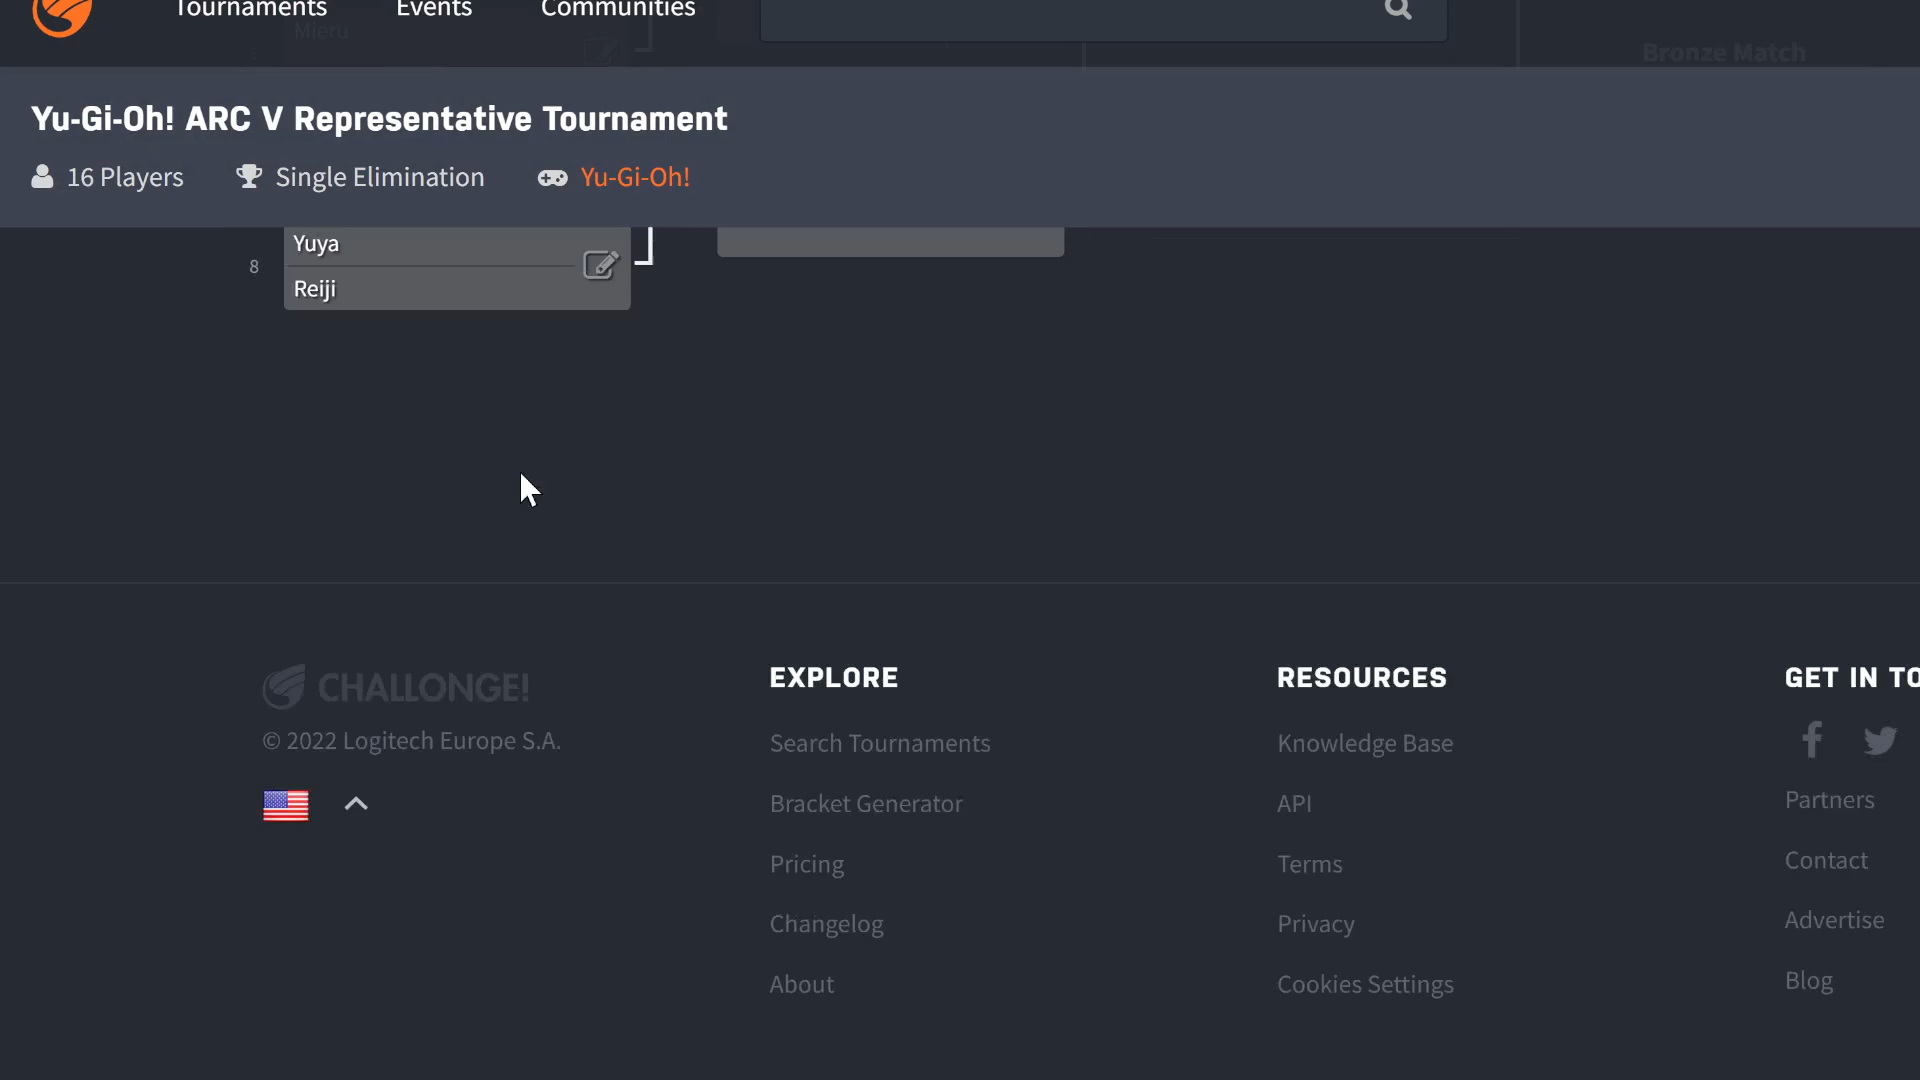 Tournaments Events Communities
Mieru
Bronze Match
Yu-Gi-Oh! ARC V Representative Tournament
16 Players Single Elimination Yu-Gi-Oh!
Yuya
8
Reiji
CHALLONGE!
© 2022 Logitech Europe S.A.
EXPLORE
Search Tournaments
Bracket Generator
Pricing
Changelog
About
RESOURCES
Knowledge Base
API
Terms
Privacy
Cookies Settings
GET IN TO
Partners
Contact
Advertise
Blog